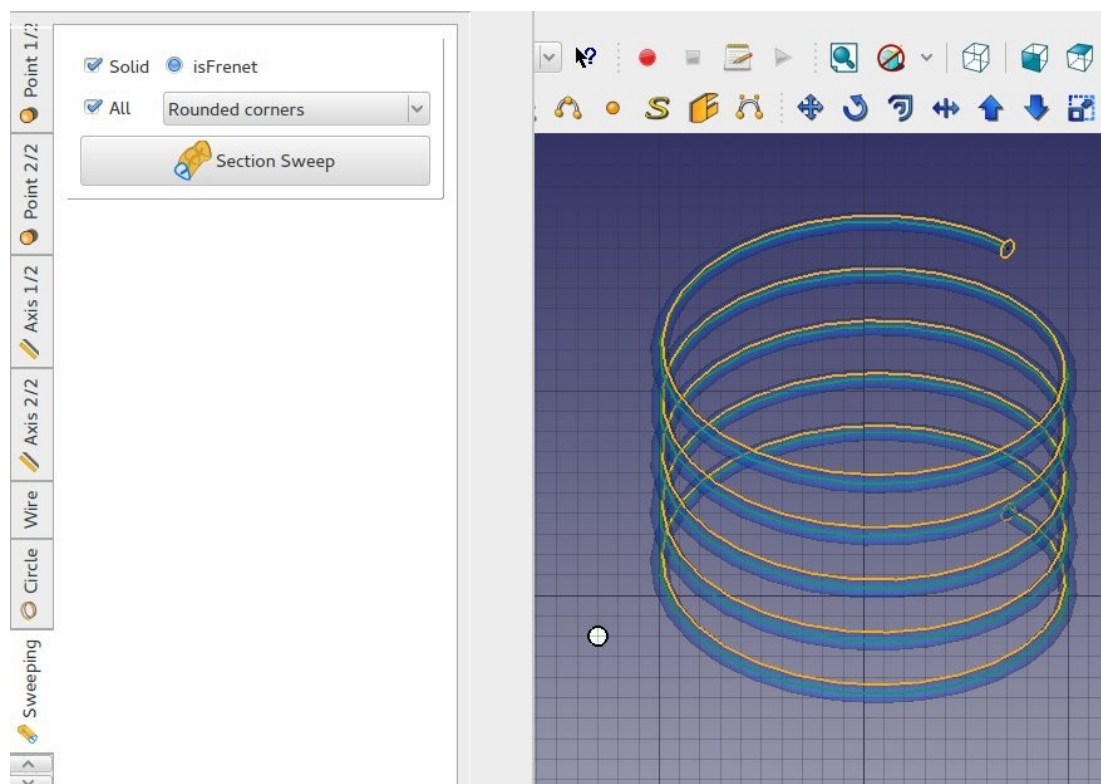 Point 1/2
Point 2/2
Axis 1/2
Axis 2/2
Wire
Circle
Sweeping
Solid isFrenet
All Rounded corners
Section Sweep